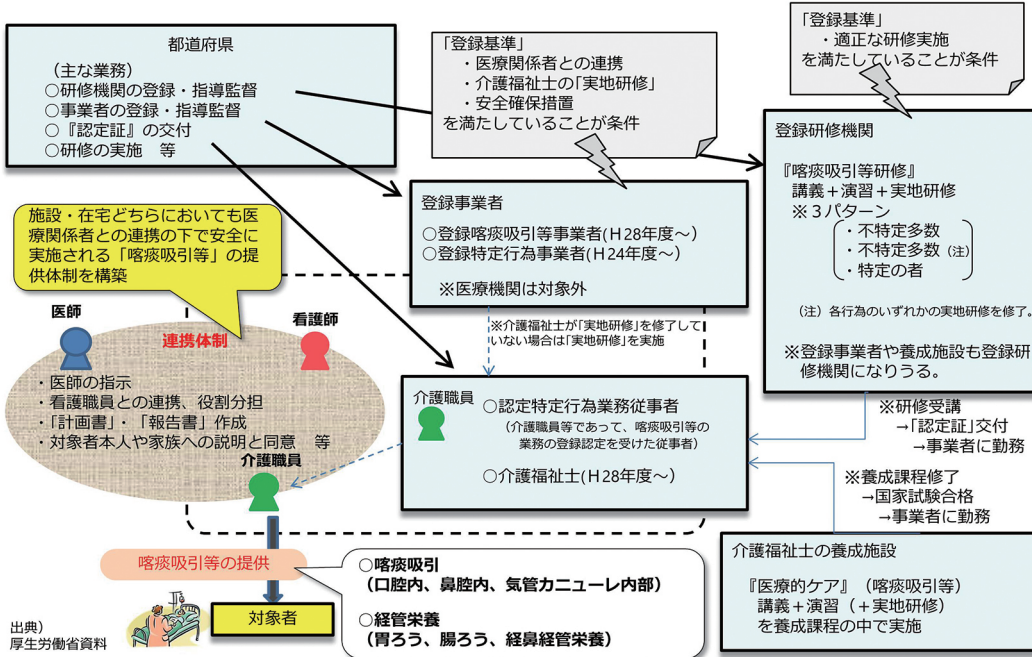 都道府県
(主な業務)
○研修機関の登録・指導監督
○事業者の登録・指導監督
○『認定証』の交付
○研修の実施　等
「登録基準」
・医療関係者との連携
・介護福祉士の「実地研修」
・安全確保措置
を満たしていることが条件
「登録基準」
・適正な研修実施
を満たしていることが条件
登録研修機関
『喀痰吸引等研修』
講義＋演習＋実地研修
※３パターン
・不特定多数
・不特定多数（注）
・特定の者
（注）各行為のいずれかの実地研修を修了。
※登録事業者や養成施設も登録研
修機関になりうる。
登録事業者
○登録喀痰吸引等事業者(Ｈ28年度～)
○登録特定行為事業者(Ｈ24年度～)
※医療機関は対象外
施設・在宅どちらにおいても医
療関係者との連携の下で安全に
実施される「喀痰吸引等」の提
供体制を構築
医師
看護師
連携体制
・医師の指示
・看護職員との連携、役割分担
・「計画書」・「報告書」作成
・対象者本人や家族への説明と同意　等
介護職員
※介護福祉士が「実地研修」を修了して
いない場合は「実地研修」を実施
介護職員
○認定特定行為業務従事者
（介護職員等であって、喀痰吸引等の
業務の登録認定を受けた従事者）
○介護福祉士(Ｈ28年度～)
※研修受講
→「認定証」交付
→事業者に勤務
※養成課程修了
→国家試験合格
→事業者に勤務
介護福祉士の養成施設
『医療的ケア』（喀痰吸引等）
講義＋演習（＋実地研修）
を養成課程の中で実施
喀痰吸引等の提供
対象者
○喀痰吸引
（口腔内、鼻腔内、気管カニューレ内部）
○経管栄養
（胃ろう、腸ろう、経鼻経管栄養）
出典）
厚生労働省資料